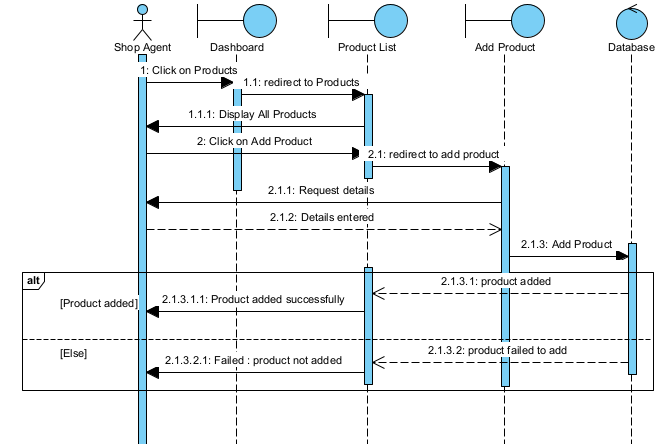 Shop Agent
Dashboard
Product List
Add Product
Database
1: Click on Products
1.1: redirect to Products
1.1.1: Display All Products
2: Click on Add Product
2.1: redirect to add product
2.1.1: Request details
2.1.2: Details entered
2.1.3: Add Product
alt
2.1.3.1: product added
[Product added]
2.1.3.1.1: Product added successfully
[Else]
2.1.3.2: product failed to add
2.1.3.2.1: Failed : product not added